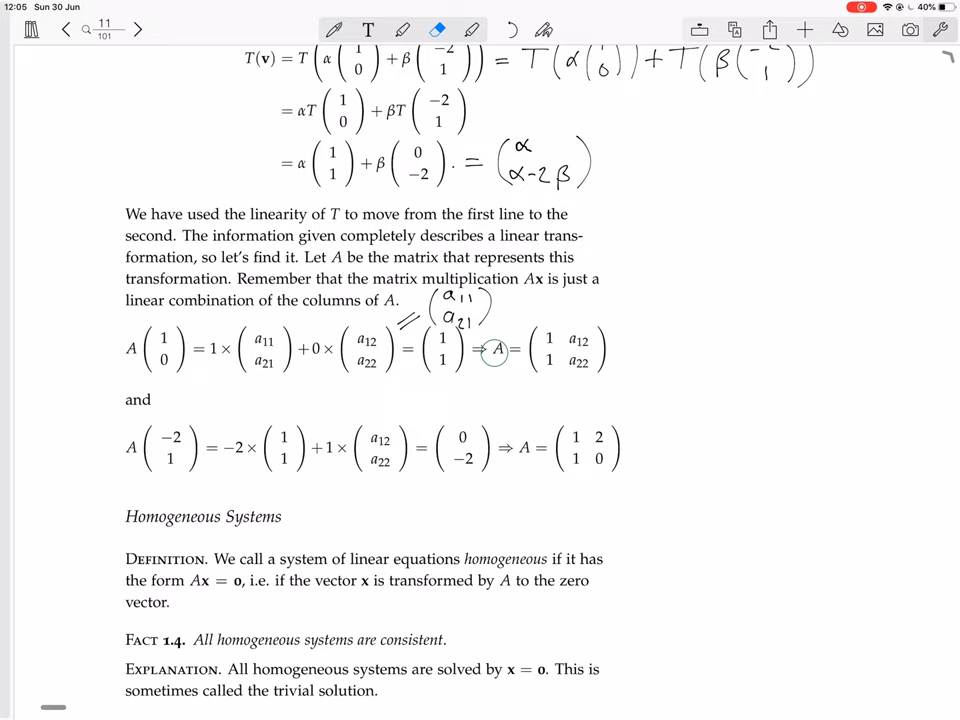 12:05 Sun 30 Jun 40%
11
101
T
T(v) = T ( α ( 1 0 ) + β ( −2 1 ) ) = T ( α ( 1 0 ) ) + T ( β ( −2 1 ) )
= αT ( 1 0 ) + βT ( −2 1 )
= α ( 1 1 ) + β ( 0 −2 ) . = ( α α−2β )
We have used the linearity of T to move from the first line to the
second. The information given completely describes a linear trans-
formation, so let's find it. Let A be the matrix that represents this
transformation. Remember that the matrix multiplication Ax is just a
linear combination of the columns of A.
= ( a11 a21 )
A ( 1 0 ) = 1 × ( a11 a21 ) + 0 × ( a12 a22 ) = ( 1 1 ) ⇒ A = ( 1 a12 1 a22 )
and
A ( −2 1 ) = −2 × ( 1 1 ) + 1 × ( a12 a22 ) = ( 0 −2 ) ⇒ A = ( 1 2 1 0 )
Homogeneous Systems
DEFINITION. We call a system of linear equations homogeneous if it has
the form Ax = 0, i.e. if the vector x is transformed by A to the zero
vector.
FACT 1.4. All homogeneous systems are consistent.
EXPLANATION. All homogeneous systems are solved by x = 0. This is
sometimes called the trivial solution.